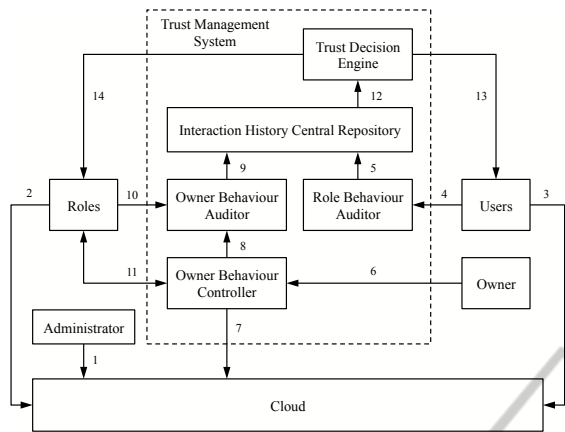 Trust Management
System
Trust Decision
Engine
14
12
13
Interaction History Central Repository
9
5
2
10
4
3
Roles
Owner Behaviour
Auditor
Role Behaviour
Auditor
Users
8
11
6
Owner Behaviour
Controller
Owner
7
Administrator
1
Cloud